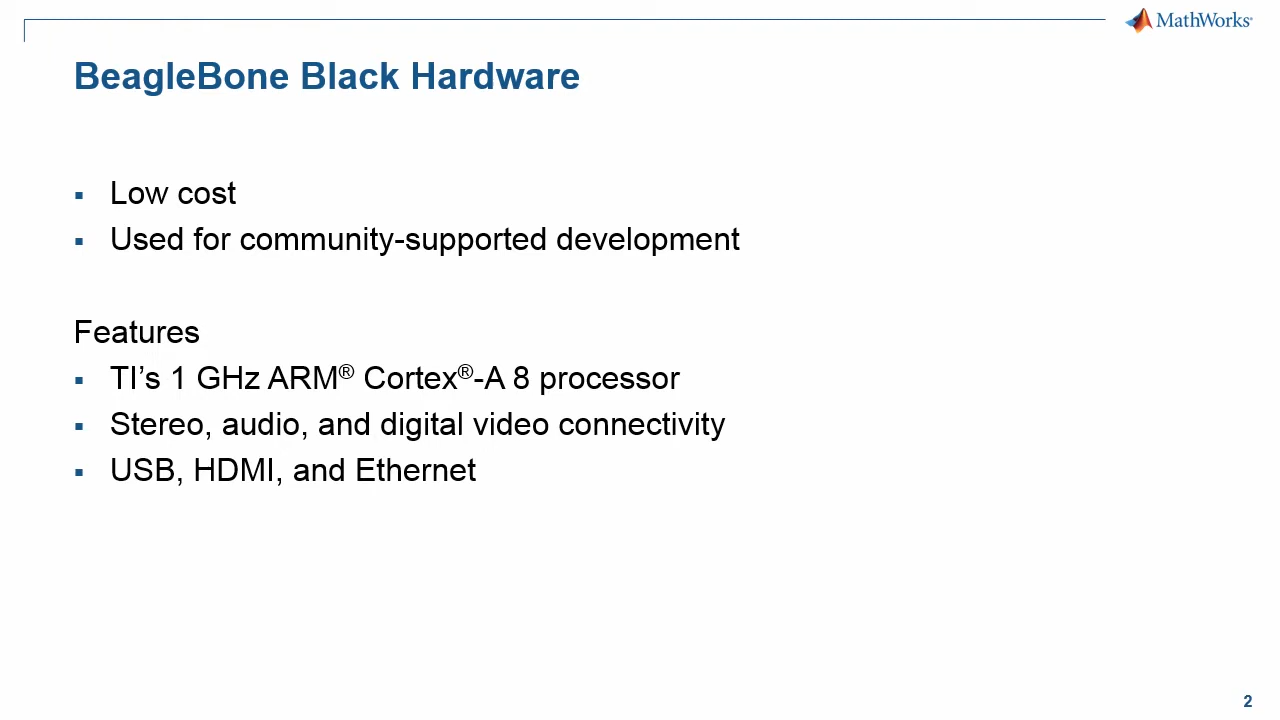 MathWorks®
BeagleBone Black Hardware
▪ Low cost
▪ Used for community-supported development
Features
▪ TI’s 1 GHz ARM® Cortex®-A 8 processor
▪ Stereo, audio, and digital video connectivity
▪ USB, HDMI, and Ethernet
2